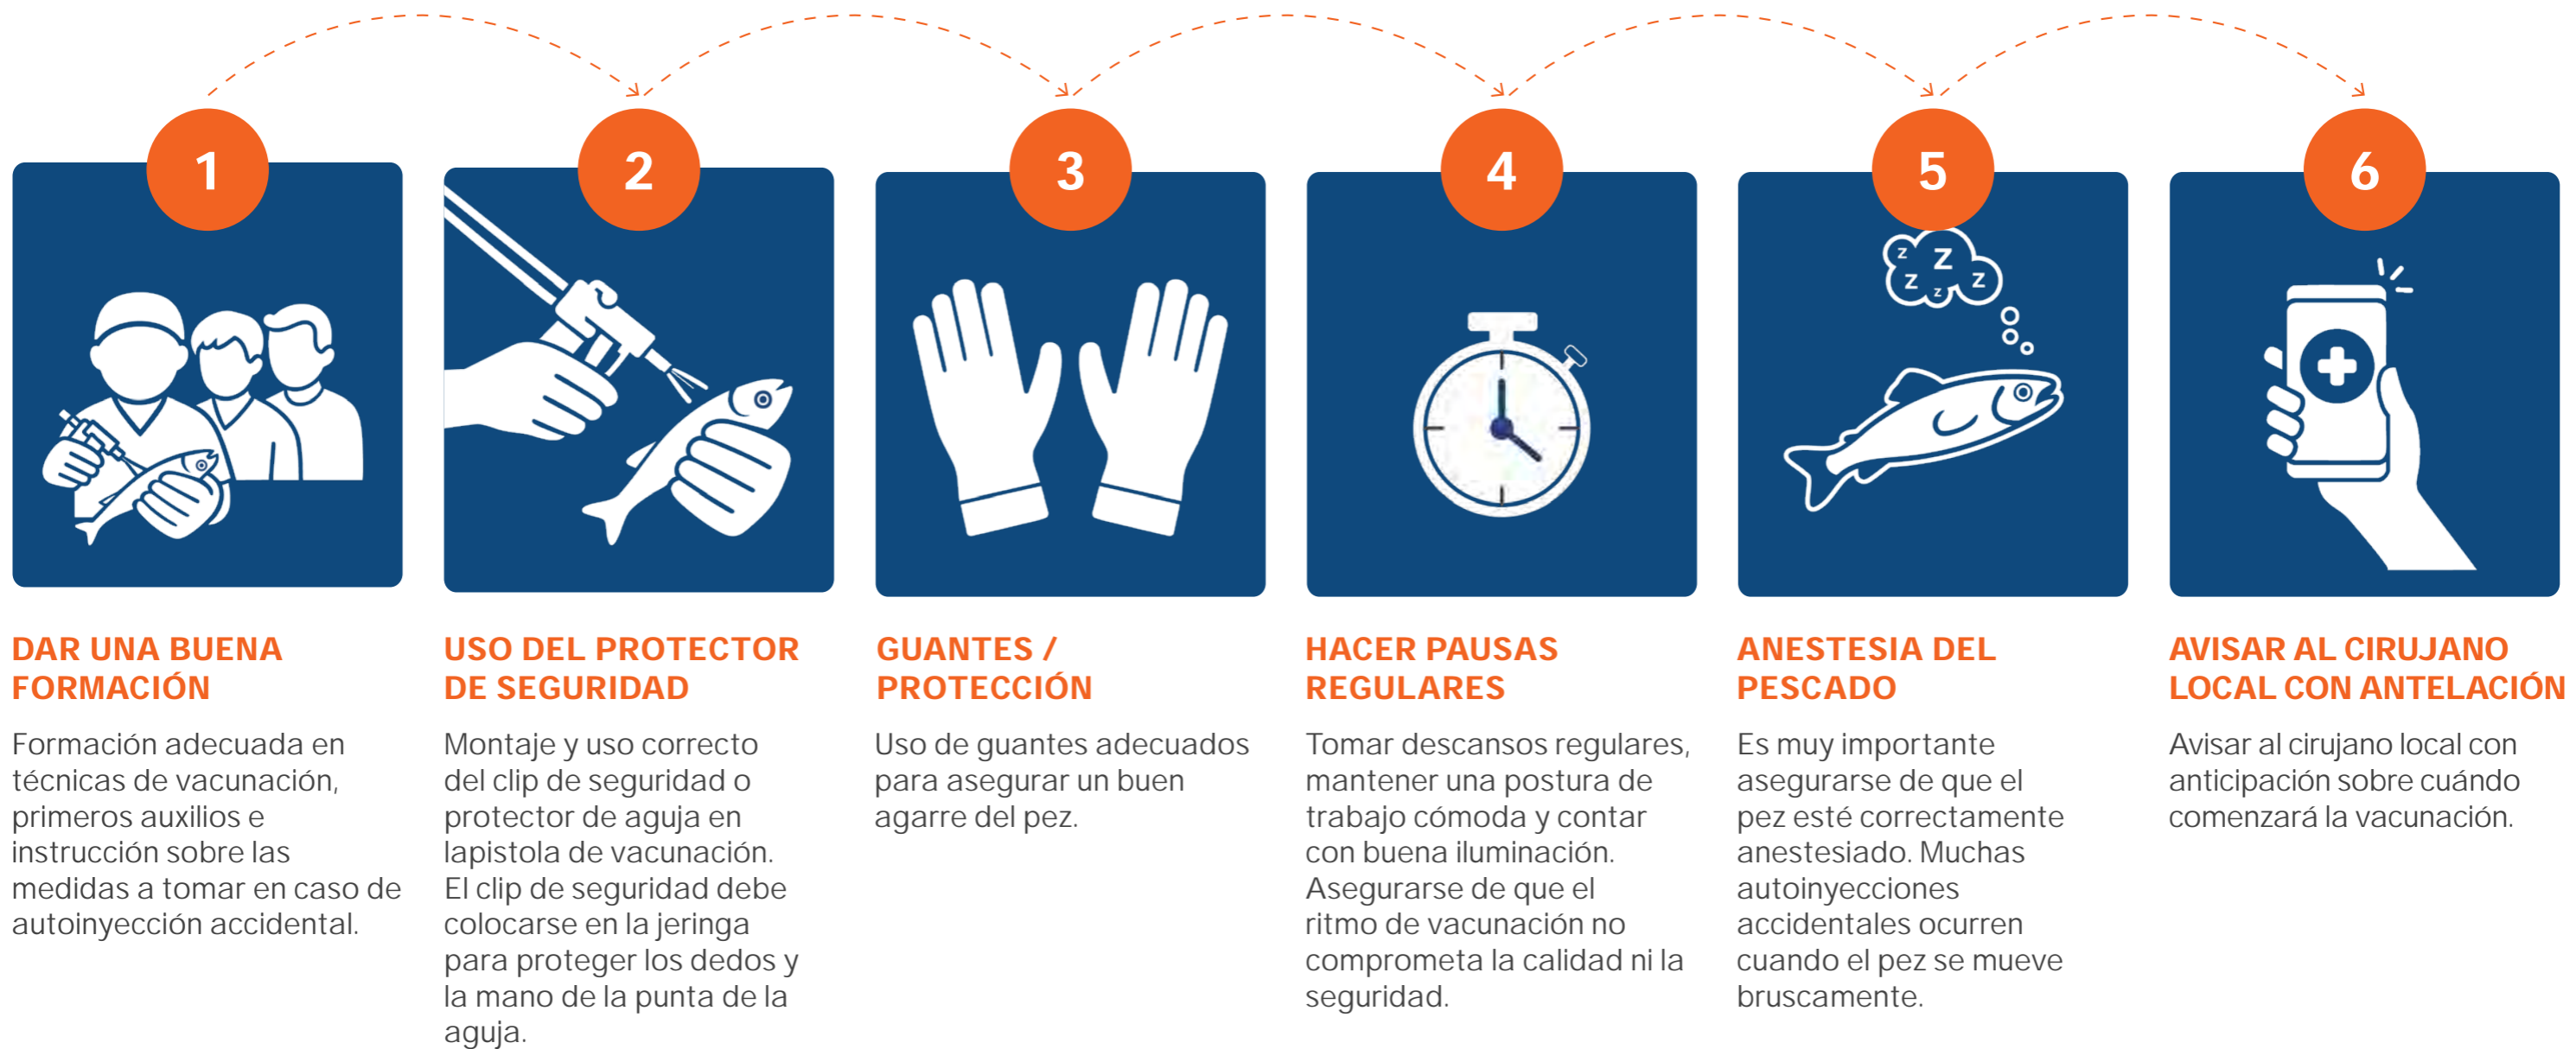 1
DAR UNA BUENA
FORMACIÓN
Formación adecuada en
técnicas de vacunación,
primeros auxilios e
instrucción sobre las
medidas a tomar en caso de
autoinyección accidental.
2
USO DEL PROTECTOR
DE SEGURIDAD
Montaje y uso correcto
del clip de seguridad o
protector de aguja en
lapistola de vacunación.
El clip de seguridad debe
colocarse en la jeringa
para proteger los dedos y
la mano de la punta de la
aguja.
3
GUANTES /
PROTECCIÓN
Uso de guantes adecuados
para asegurar un buen
agarre del pez.
4
HACER PAUSAS
REGULARES
Tomar descansos regulares,
mantener una postura de
trabajo cómoda y contar
con buena iluminación.
Asegurarse de que el
ritmo de vacunación no
comprometa la calidad ni la
seguridad.
5
z Z
Z z Z
ANESTESIA DEL
PESCADO
Es muy importante
asegurarse de que el
pez esté correctamente
anestesiado. Muchas
autoinyecciones
accidentales ocurren
cuando el pez se mueve
bruscamente.
6
AVISAR AL CIRUJANO
LOCAL CON ANTELACIÓN
Avisar al cirujano local con
anticipación sobre cuándo
comenzará la vacunación.